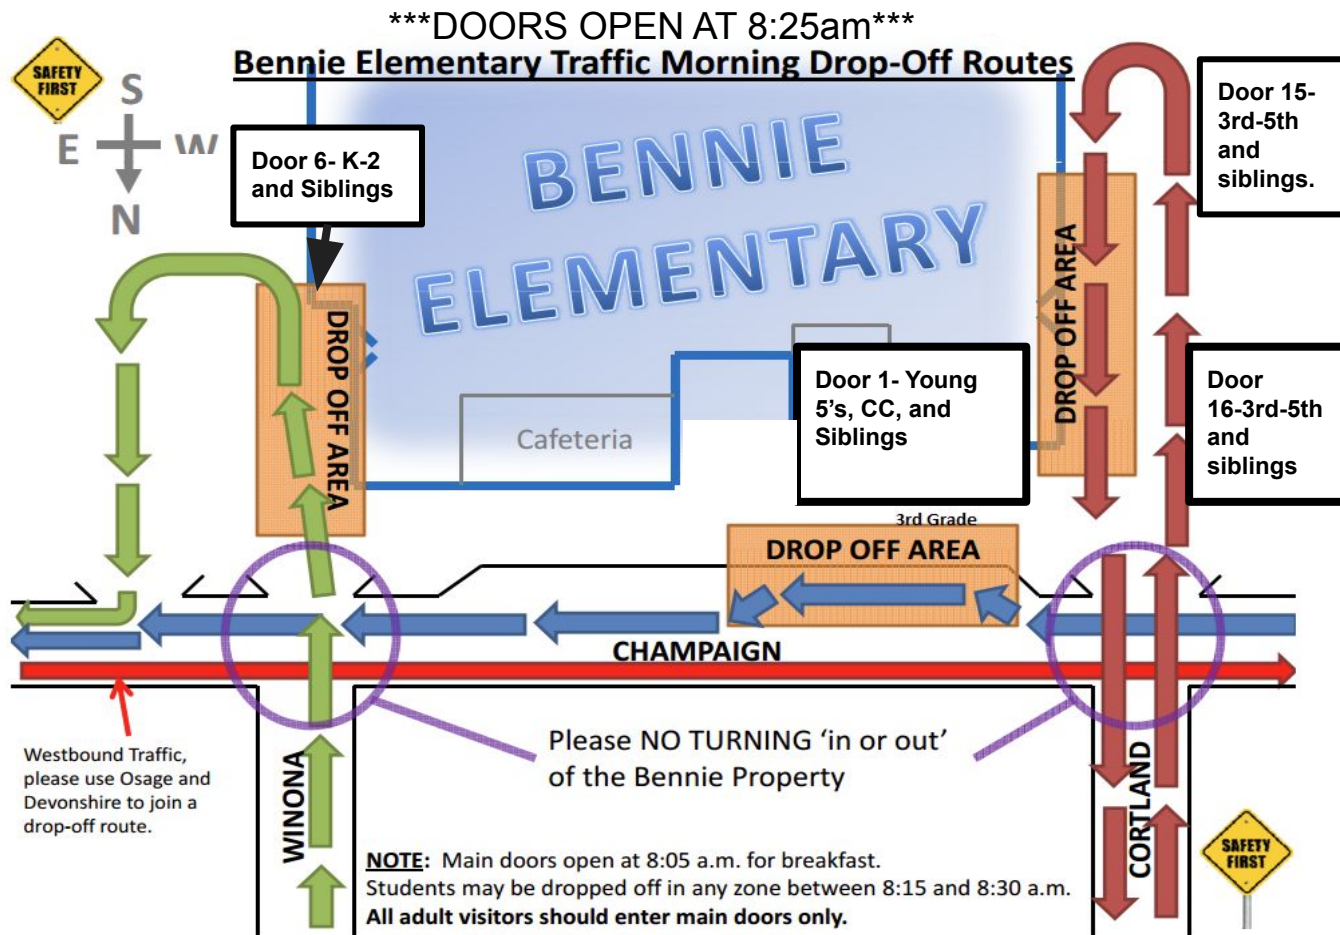 ***DOORS OPEN AT 8:25am***
Bennie Elementary Traffic Morning Drop-Off Routes
SAFETY
FIRST
S
E
W
N
Door 6- K-2
and Siblings
BENNIE
ELEMENTARY
Door 15-
3rd-5th
and
siblings.
DROP OFF AREA
DROP OFF AREA
Cafeteria
Door 1- Young
5's, CC, and
Siblings
Door
16-3rd-5th
and
siblings
3rd Grade
DROP OFF AREA
CHAMPAIGN
Westbound Traffic,
please use Osage and
Devonshire to join a
drop-off route.
WINONA
Please NO TURNING ‘in or out’
of the Bennie Property
CORTLAND
SAFETY
FIRST
NOTE: Main doors open at 8:05 a.m. for breakfast.
Students may be dropped off in any zone between 8:15 and 8:30 a.m.
All adult visitors should enter main doors only.